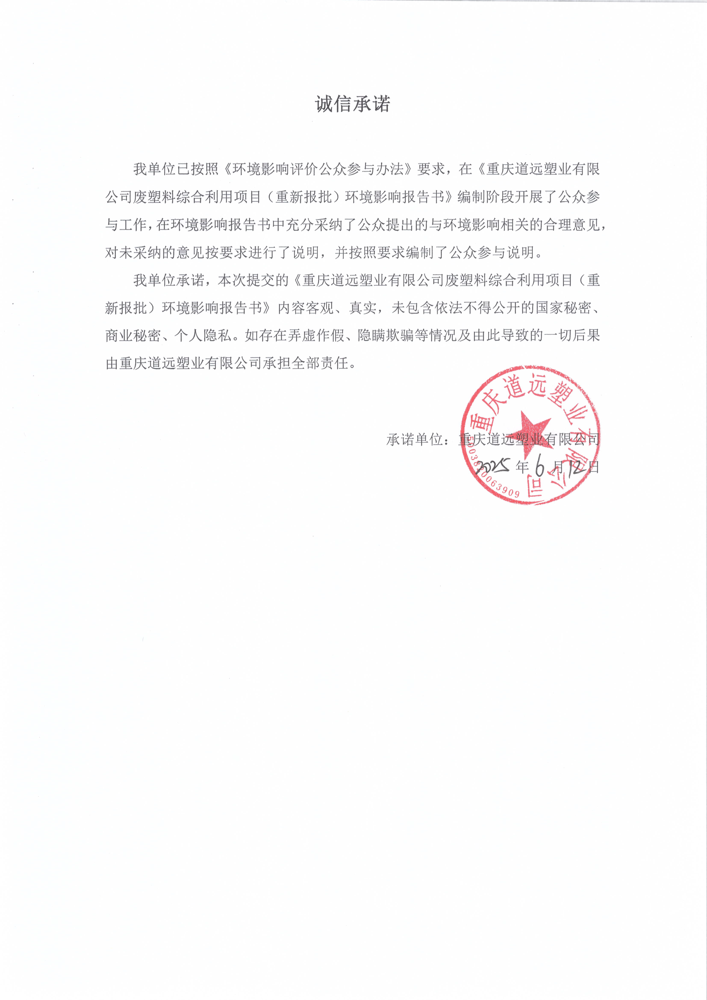 诚信承诺
我单位已按照《环境影响评价公众参与办法》要求，在《重庆道远塑业有限
公司废塑料综合利用项目（重新报批）环境影响报告书》编制阶段开展了公众参
与工作，在环境影响报告书中充分采纳了公众提出的与环境影响相关的合理意见，
对未采纳的意见按要求进行了说明，并按照要求编制了公众参与说明。
我单位承诺，本次提交的《重庆道远塑业有限公司废塑料综合利用项目（重
新报批）环境影响报告书》内容客观、真实，未包含依法不得公开的国家秘密、
商业秘密、个人隐私。如存在弄虚作假、隐瞒欺骗等情况及由此导致的一切后果
由重庆道远塑业有限公司承担全部责任。
承诺单位：重庆道远塑业有限公司
2025年6月12日
重庆道远塑业有限公司